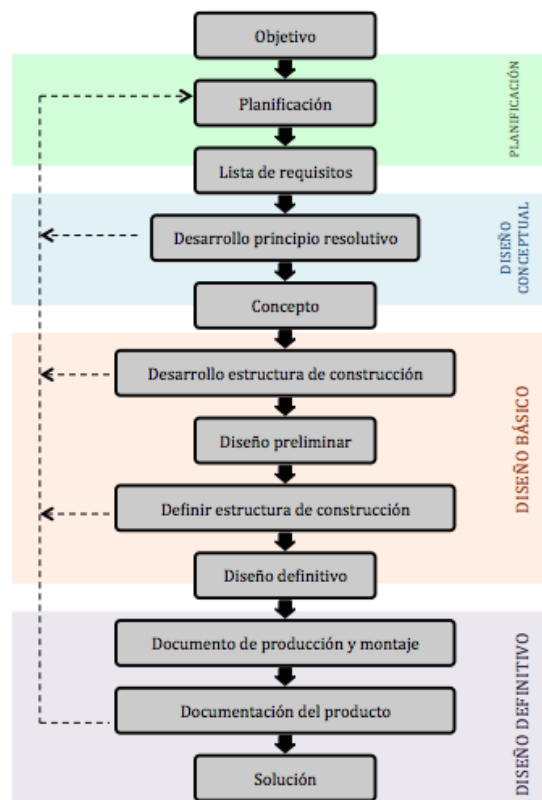 Objetivo
PLANIFICACIÓN
Planificación
Lista de requisitos
DISEÑO
CONCEPTUAL
Desarrollo principio resolutivo
Concepto
DISEÑO BÁSICO
Desarrollo estructura de construcción
Diseño preliminar
Definir estructura de construcción
Diseño definitivo
DISEÑO DEFINITIVO
Documento de producción y montaje
Documentación del producto
Solución